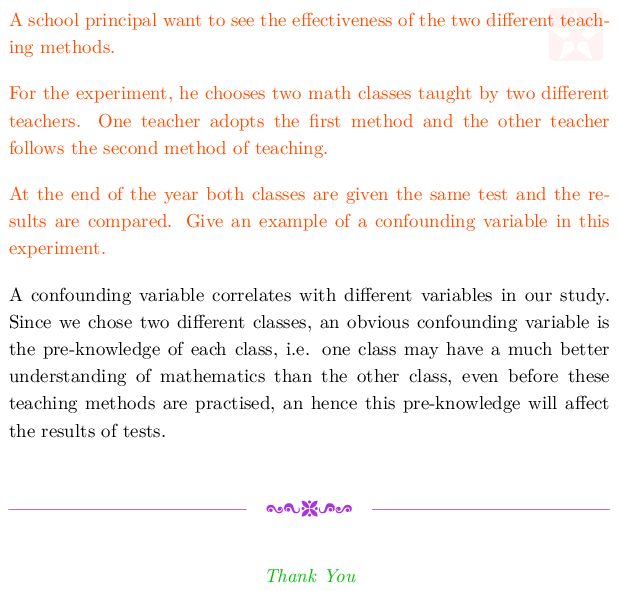 A school principal want to see the effectiveness of the two different teach-
ing methods.
For the experiment, he chooses two math classes taught by two different
teachers. One teacher adopts the first method and the other teacher
follows the second method of teaching.
At the end of the year both classes are given the same test and the re-
sults are compared. Give an example of a confounding variable in this
experiment.
A confounding variable correlates with different variables in our study.
Since we chose two different classes, an obvious confounding variable is
the pre-knowledge of each class, i.e. one class may have a much better
understanding of mathematics than the other class, even before these
teaching methods are practised, an hence this pre-knowledge will affect
the results of tests.
Thank You